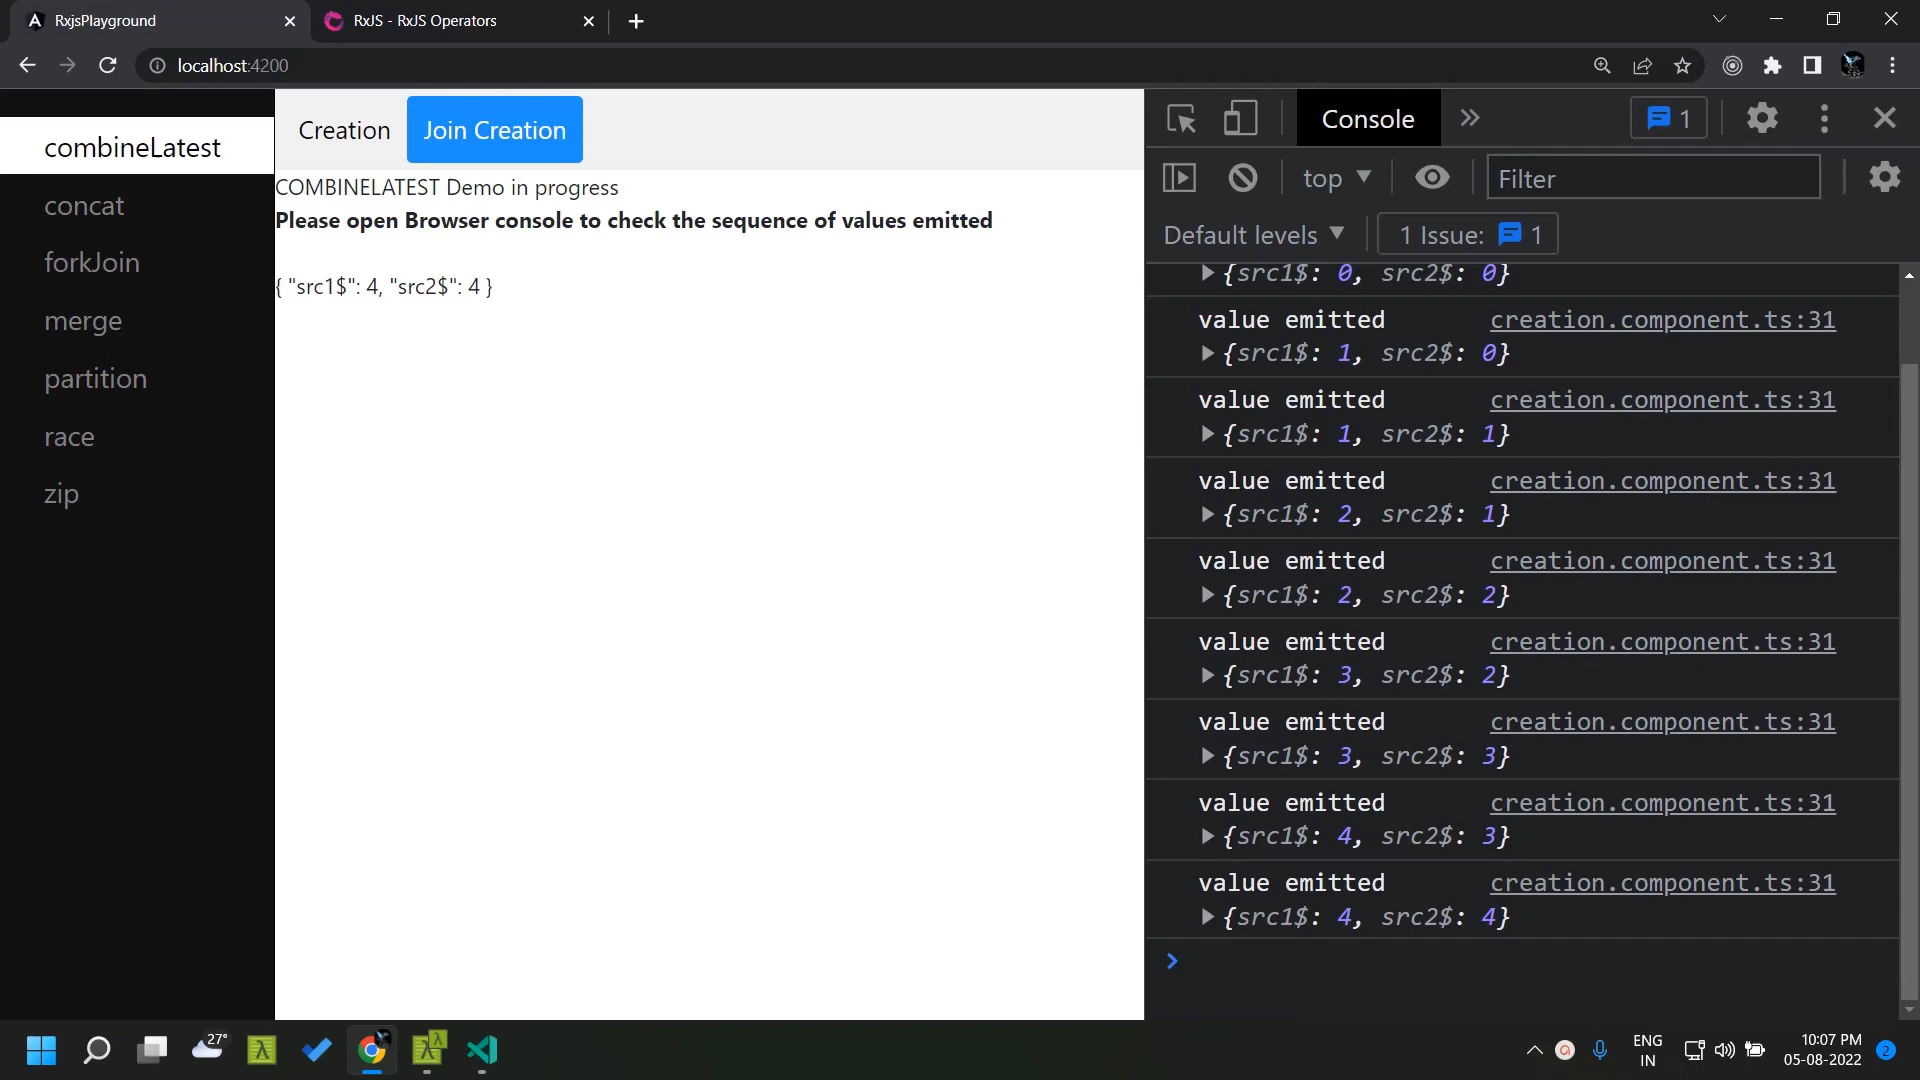 RxjsPlayground
RxJS - RxJS Operators
localhost:4200
combineLatest
concat
forkJoin
merge
partition
race
zip
Creation
Join Creation
COMBINELATEST Demo in progress
Please open Browser console to check the sequence of values emitted
{ "src1$": 4, "src2$": 4 }
Console
1
top
Filter
Default levels
1 Issue: 1
{src1$: 0, src2$: 0}
value emitted creation.component.ts:31
{src1$: 1, src2$: 0}
value emitted creation.component.ts:31
{src1$: 1, src2$: 1}
value emitted creation.component.ts:31
{src1$: 2, src2$: 1}
value emitted creation.component.ts:31
{src1$: 2, src2$: 2}
value emitted creation.component.ts:31
{src1$: 3, src2$: 2}
value emitted creation.component.ts:31
{src1$: 3, src2$: 3}
value emitted creation.component.ts:31
{src1$: 4, src2$: 3}
value emitted creation.component.ts:31
{src1$: 4, src2$: 4}
27°
ENG
IN
10:07 PM
05-08-2022
2